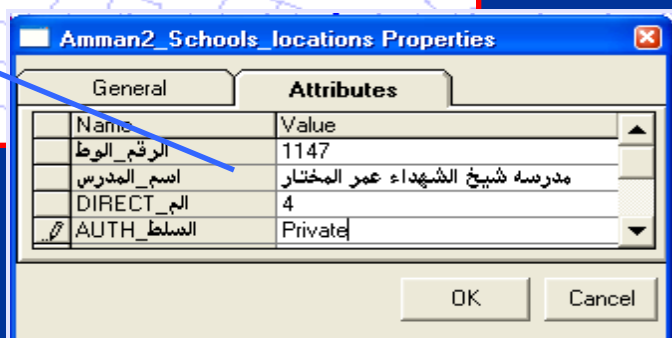 Amman2_Schools_locations Properties
General Attributes
Name Value
الرقم_الوط 1147
اسم_المدرس مدرسه شيخ الشهداء عمر المختار
DIRECT_الم 4
AUTH_السلط Private
OK Cancel